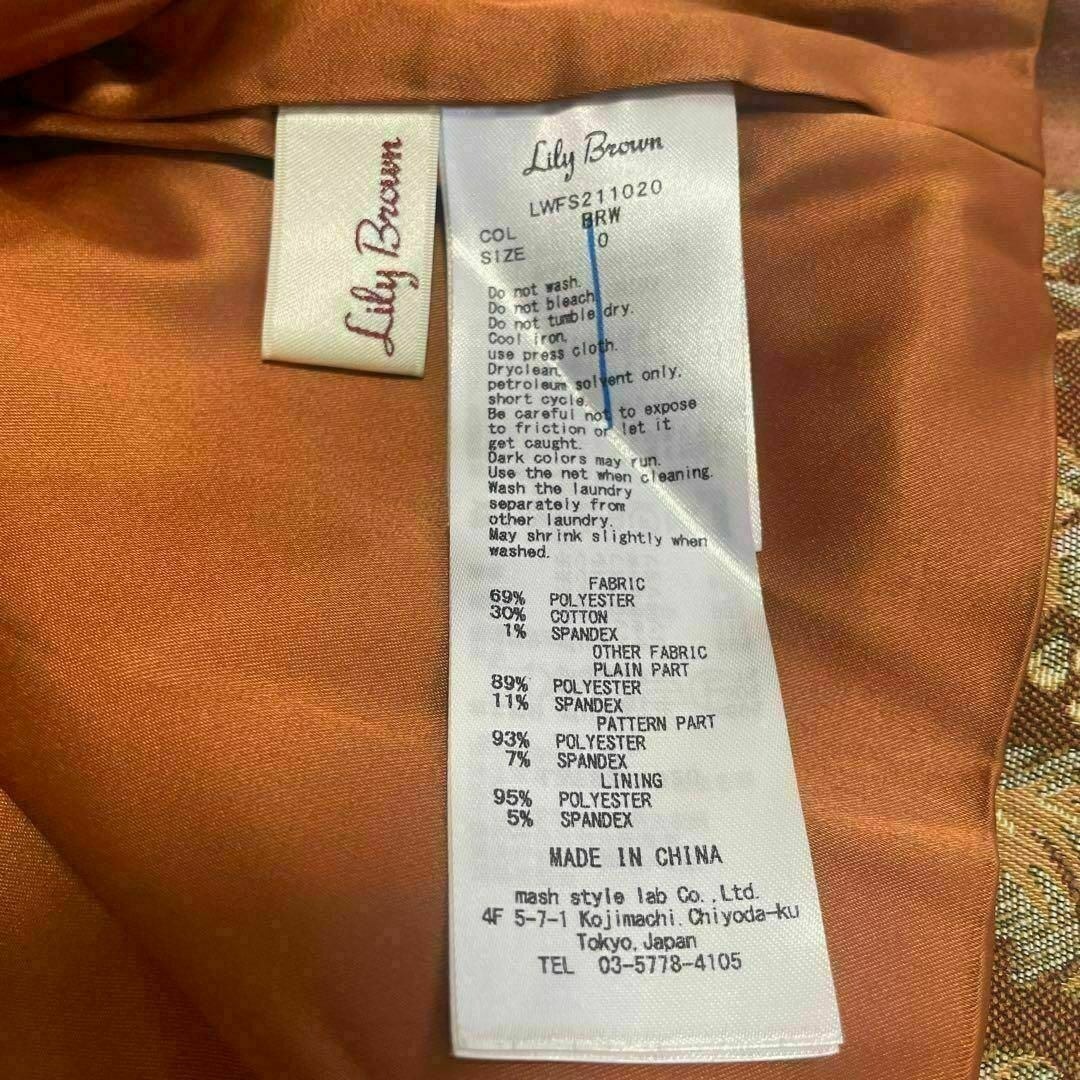 Lily Brown
Lily Brown
LWFS211020
COL BRW
SIZE 0
Do not wash.
Do not bleach.
Do not tumble dry.
Cool iron.
use press cloth.
Dryclean.
petroleum solvent only.
short cycle.
Be careful not to expose
to friction or let it
get caught.
Dark colors may run.
Use the net when cleaning.
Wash the laundry
separately from
other laundry.
May shrink slightly when
washed.
FABRIC
69% POLYESTER
30% COTTON
1% SPANDEX
OTHER FABRIC
PLAIN PART
89% POLYESTER
11% SPANDEX
PATTERN PART
93% POLYESTER
7% SPANDEX
LINING
95% POLYESTER
5% SPANDEX
MADE IN CHINA
mash style lab Co.,Ltd.
4F 5-7-1 Kojimachi.Chiyoda-ku
Tokyo,Japan
TEL 03-5778-4105